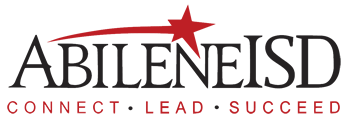 ABILENEISD
CONNECT • LEAD • SUCCEED